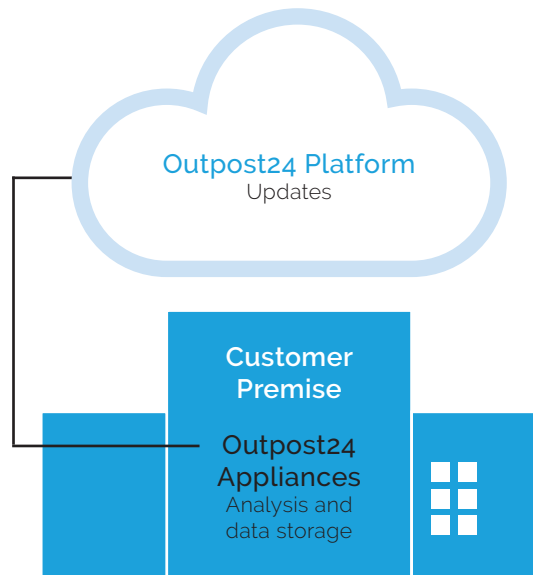 Outpost24 Platform
Updates
Customer
Premise
Outpost24
Appliances
Analysis and
data storage